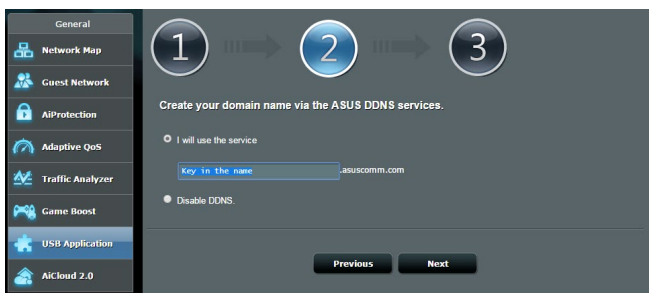 General
Network Map
Guest Network
AiProtection
Adaptive QoS
Traffic Analyzer
Game Boost
USB Application
AiCloud 2.0
1
2
3
Create your domain name via the ASUS DDNS services.
I will use the service
Key in the name .asuscomm.com
Disable DDNS.
Previous Next